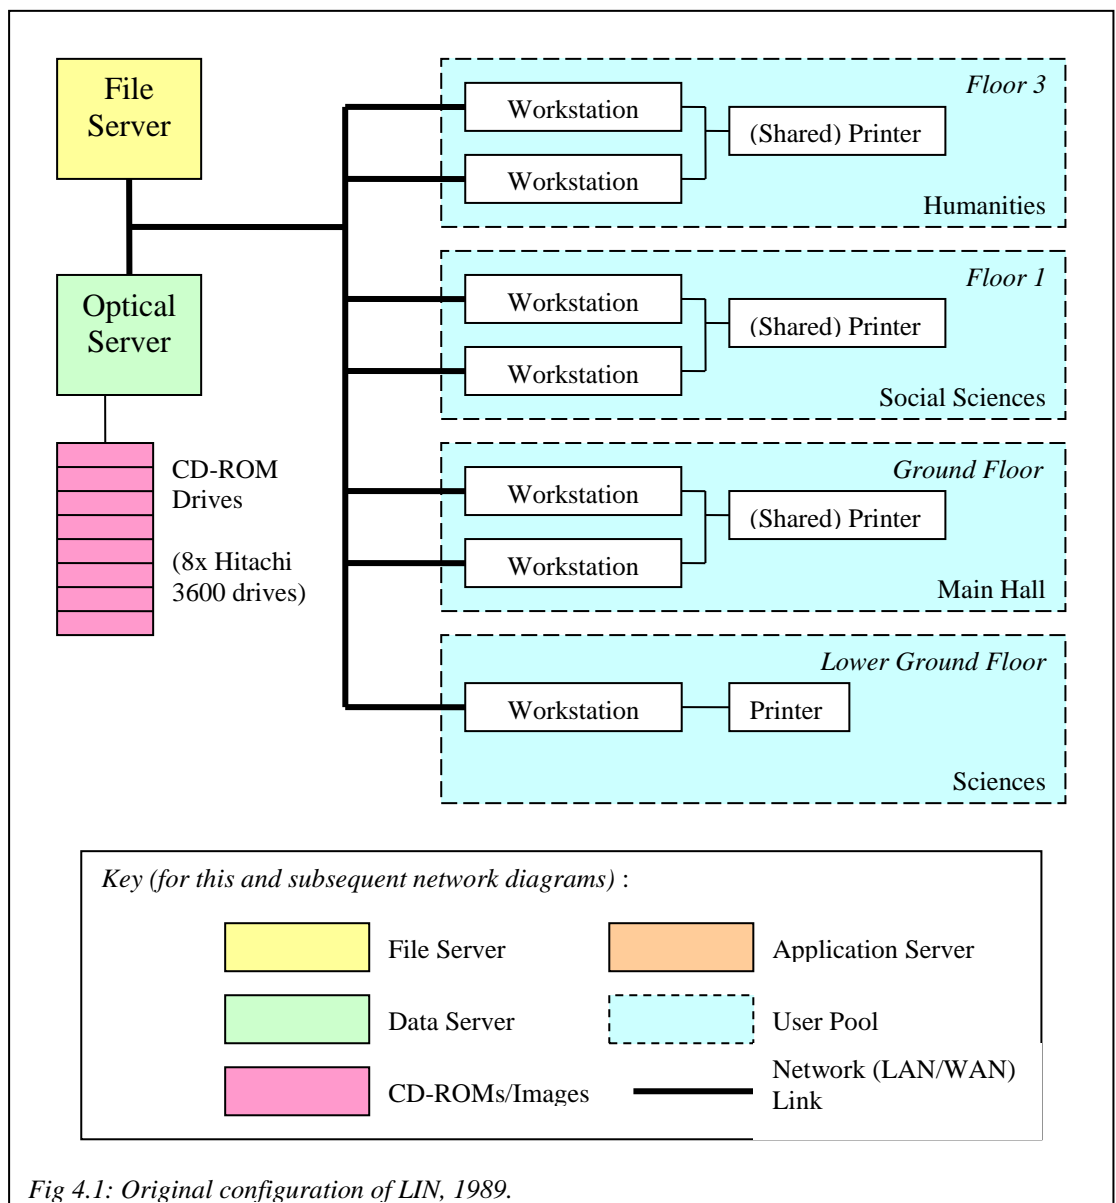 File
Server
Optical
Server
CD-ROM
Drives
(8x Hitachi
3600 drives)
Floor 3
Workstation
(Shared) Printer
Workstation
Humanities
Floor 1
Workstation
(Shared) Printer
Workstation
Social Sciences
Ground Floor
Workstation
(Shared) Printer
Workstation
Main Hall
Lower Ground Floor
Workstation
Printer
Sciences
Key (for this and subsequent network diagrams) :
File Server
Application Server
Data Server
User Pool
CD-ROMs/Images
Network (LAN/WAN)
Link
Fig 4.1: Original configuration of LIN, 1989.